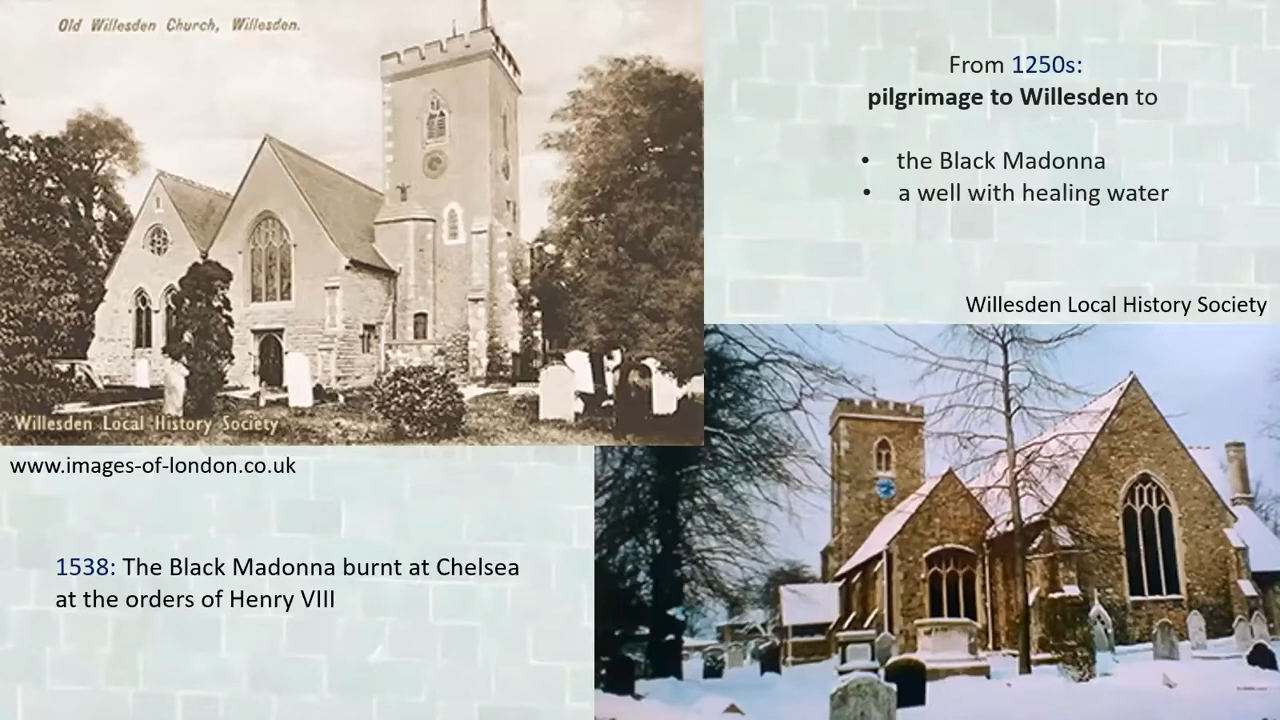 Old Willesden Church, Willesden.
Willesden Local History Society
www.images-of-london.co.uk
From 1250s:
pilgrimage to Willesden to
• the Black Madonna
• a well with healing water
Willesden Local History Society
1538: The Black Madonna burnt at Chelsea
at the orders of Henry VIII